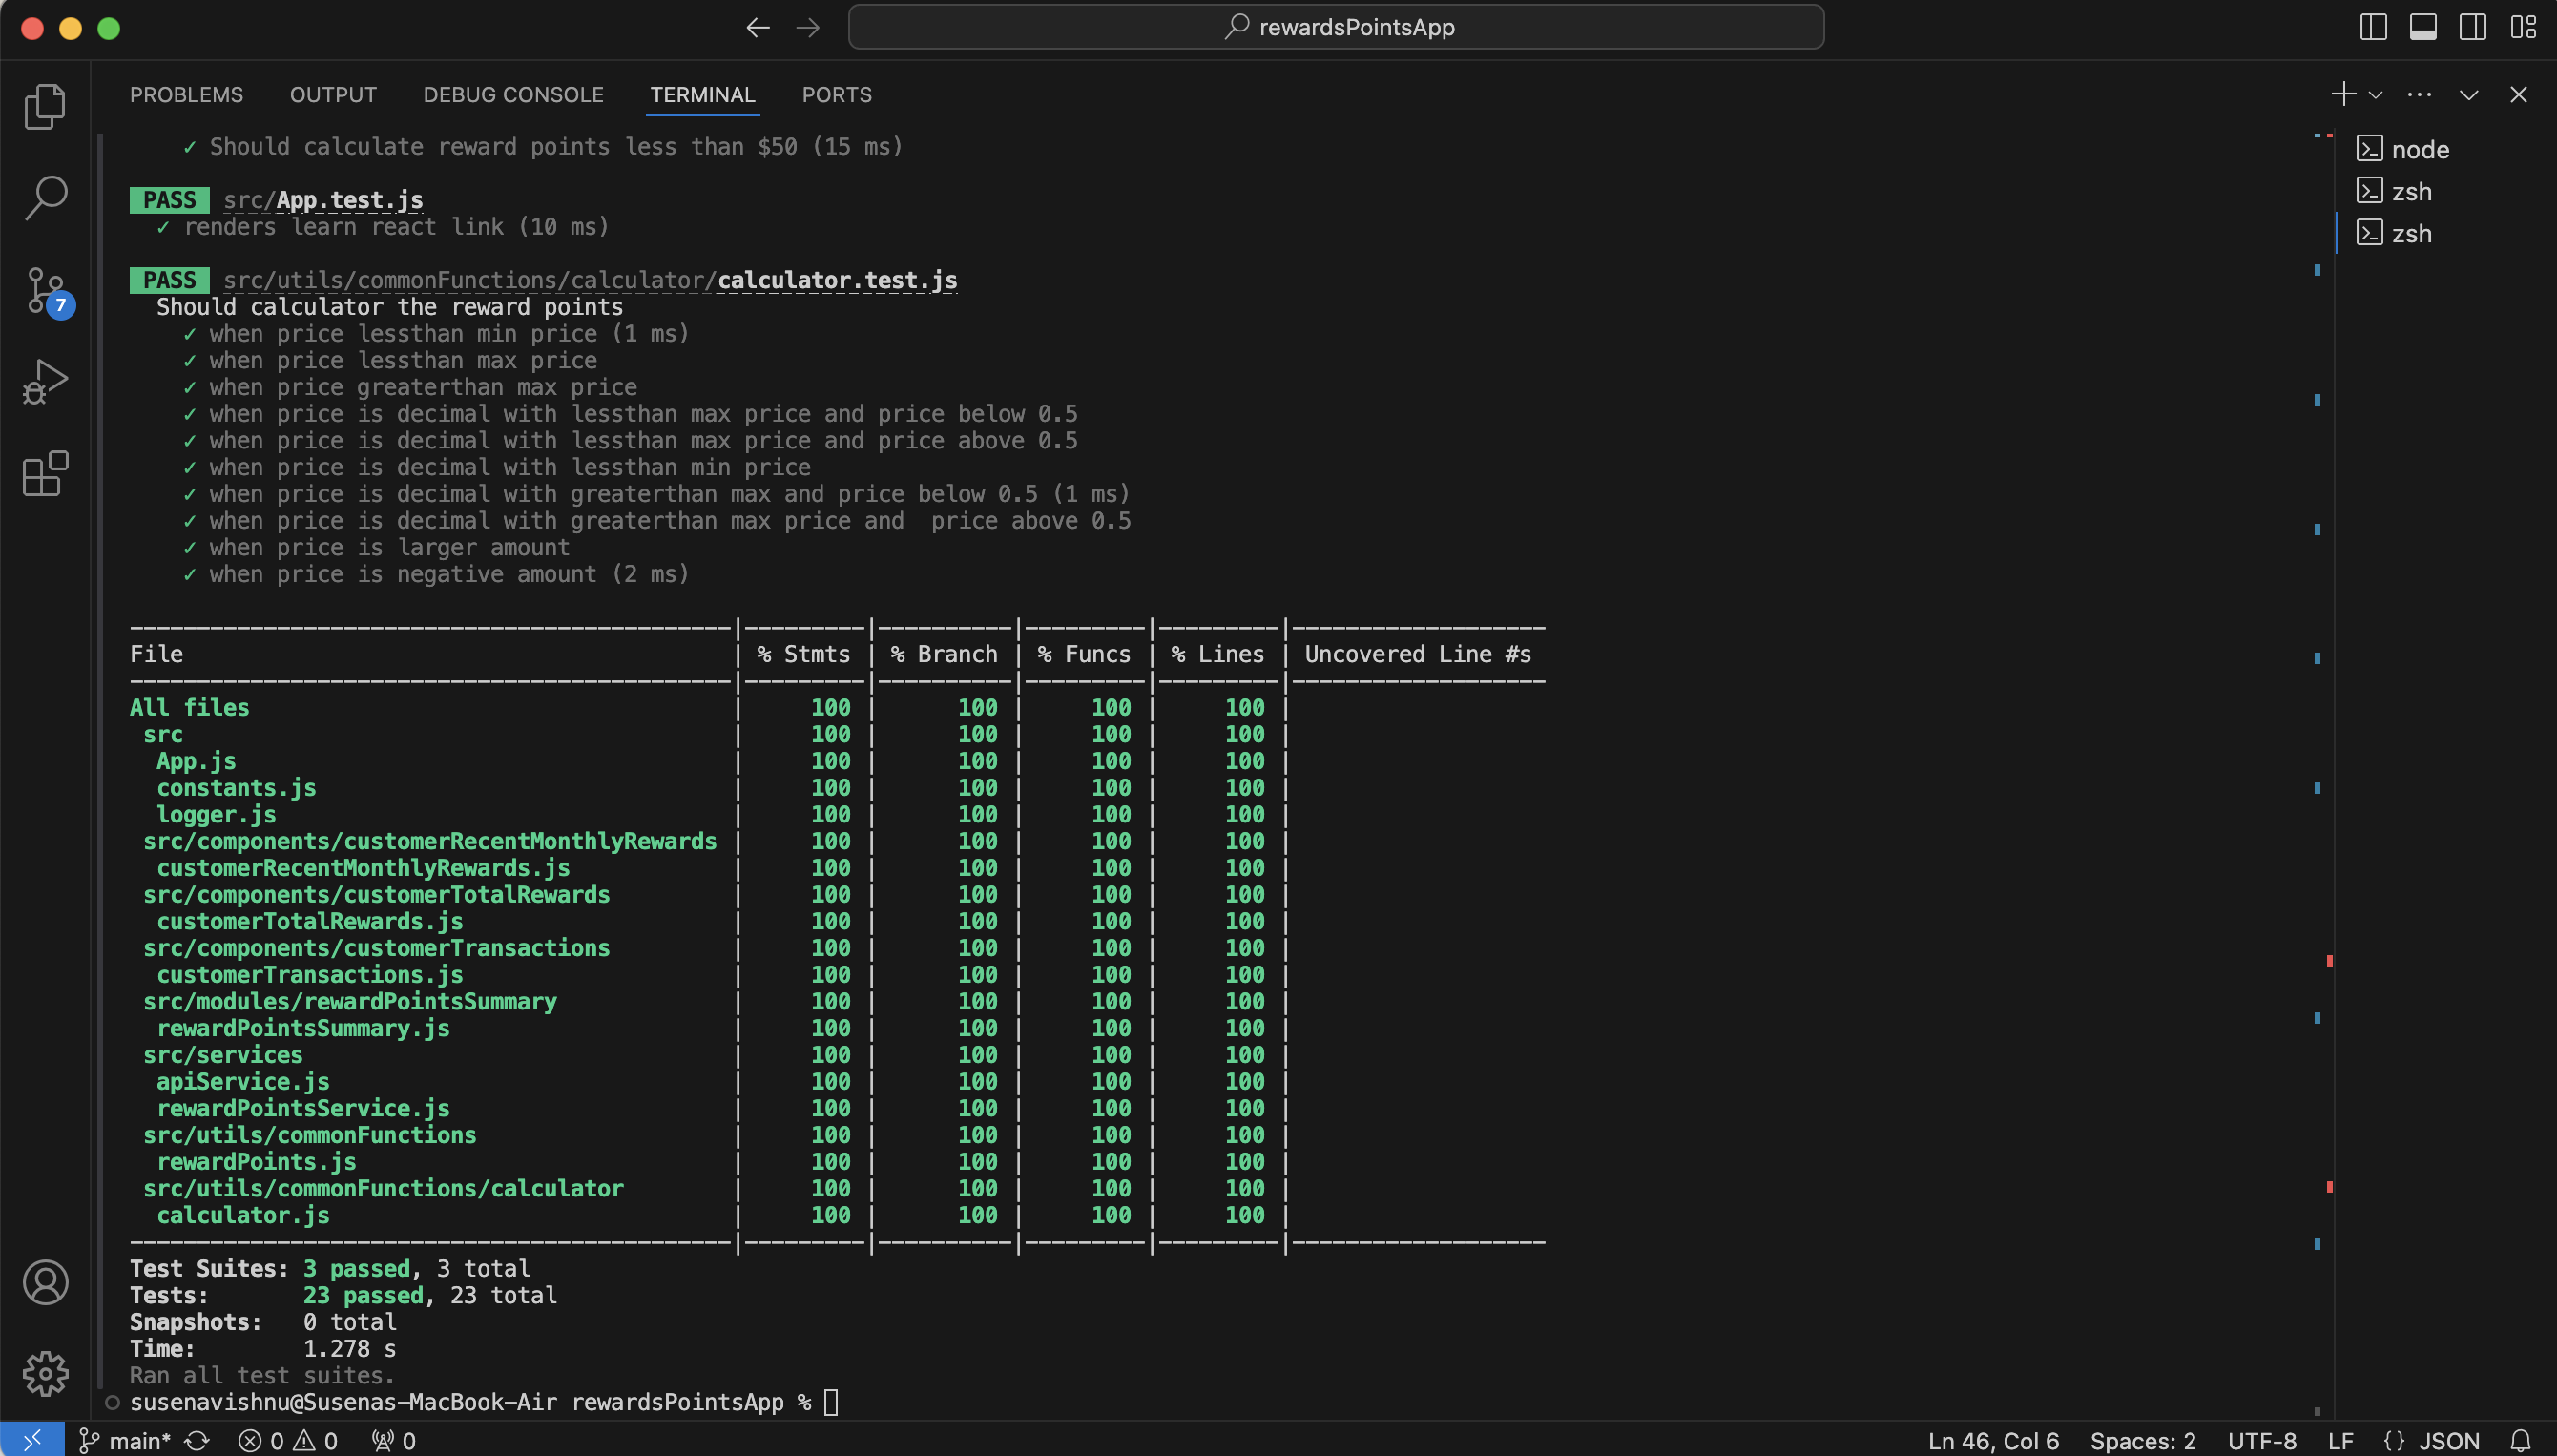 rewardsPointsApp
PROBLEMS OUTPUT DEBUG CONSOLE TERMINAL PORTS
✓ Should calculate reward points less than $50 (15 ms)
PASS src/App.test.js
✓ renders learn react link (10 ms)
PASS src/utils/commonFunctions/calculator/calculator.test.js
Should calculator the reward points
✓ when price lessthan min price (1 ms)
✓ when price lessthan max price
✓ when price greaterthan max price
✓ when price is decimal with lessthan max price and price below 0.5
✓ when price is decimal with lessthan max price and price above 0.5
✓ when price is decimal with lessthan min price
✓ when price is decimal with greaterthan max and price below 0.5 (1 ms)
✓ when price is decimal with greaterthan max price and  price above 0.5
✓ when price is larger amount
✓ when price is negative amount (2 ms)
File | % Stmts | % Branch | % Funcs | % Lines | Uncovered Line #s
All files | 100 | 100 | 100 | 100 |
src | 100 | 100 | 100 | 100 |
App.js | 100 | 100 | 100 | 100 |
constants.js | 100 | 100 | 100 | 100 |
logger.js | 100 | 100 | 100 | 100 |
src/components/customerRecentMonthlyRewards | 100 | 100 | 100 | 100 |
customerRecentMonthlyRewards.js | 100 | 100 | 100 | 100 |
src/components/customerTotalRewards | 100 | 100 | 100 | 100 |
customerTotalRewards.js | 100 | 100 | 100 | 100 |
src/components/customerTransactions | 100 | 100 | 100 | 100 |
customerTransactions.js | 100 | 100 | 100 | 100 |
src/modules/rewardPointsSummary | 100 | 100 | 100 | 100 |
rewardPointsSummary.js | 100 | 100 | 100 | 100 |
src/services | 100 | 100 | 100 | 100 |
apiService.js | 100 | 100 | 100 | 100 |
rewardPointsService.js | 100 | 100 | 100 | 100 |
src/utils/commonFunctions | 100 | 100 | 100 | 100 |
rewardPoints.js | 100 | 100 | 100 | 100 |
src/utils/commonFunctions/calculator | 100 | 100 | 100 | 100 |
calculator.js | 100 | 100 | 100 | 100 |
Test Suites: 3 passed, 3 total
Tests: 23 passed, 23 total
Snapshots: 0 total
Time: 1.278 s
Ran all test suites.
susenavishnu@Susenas-MacBook-Air rewardsPointsApp %
node
zsh
zsh
7
main* 0 0 0 Ln 46, Col 6 Spaces: 2 UTF-8 LF {} JSON